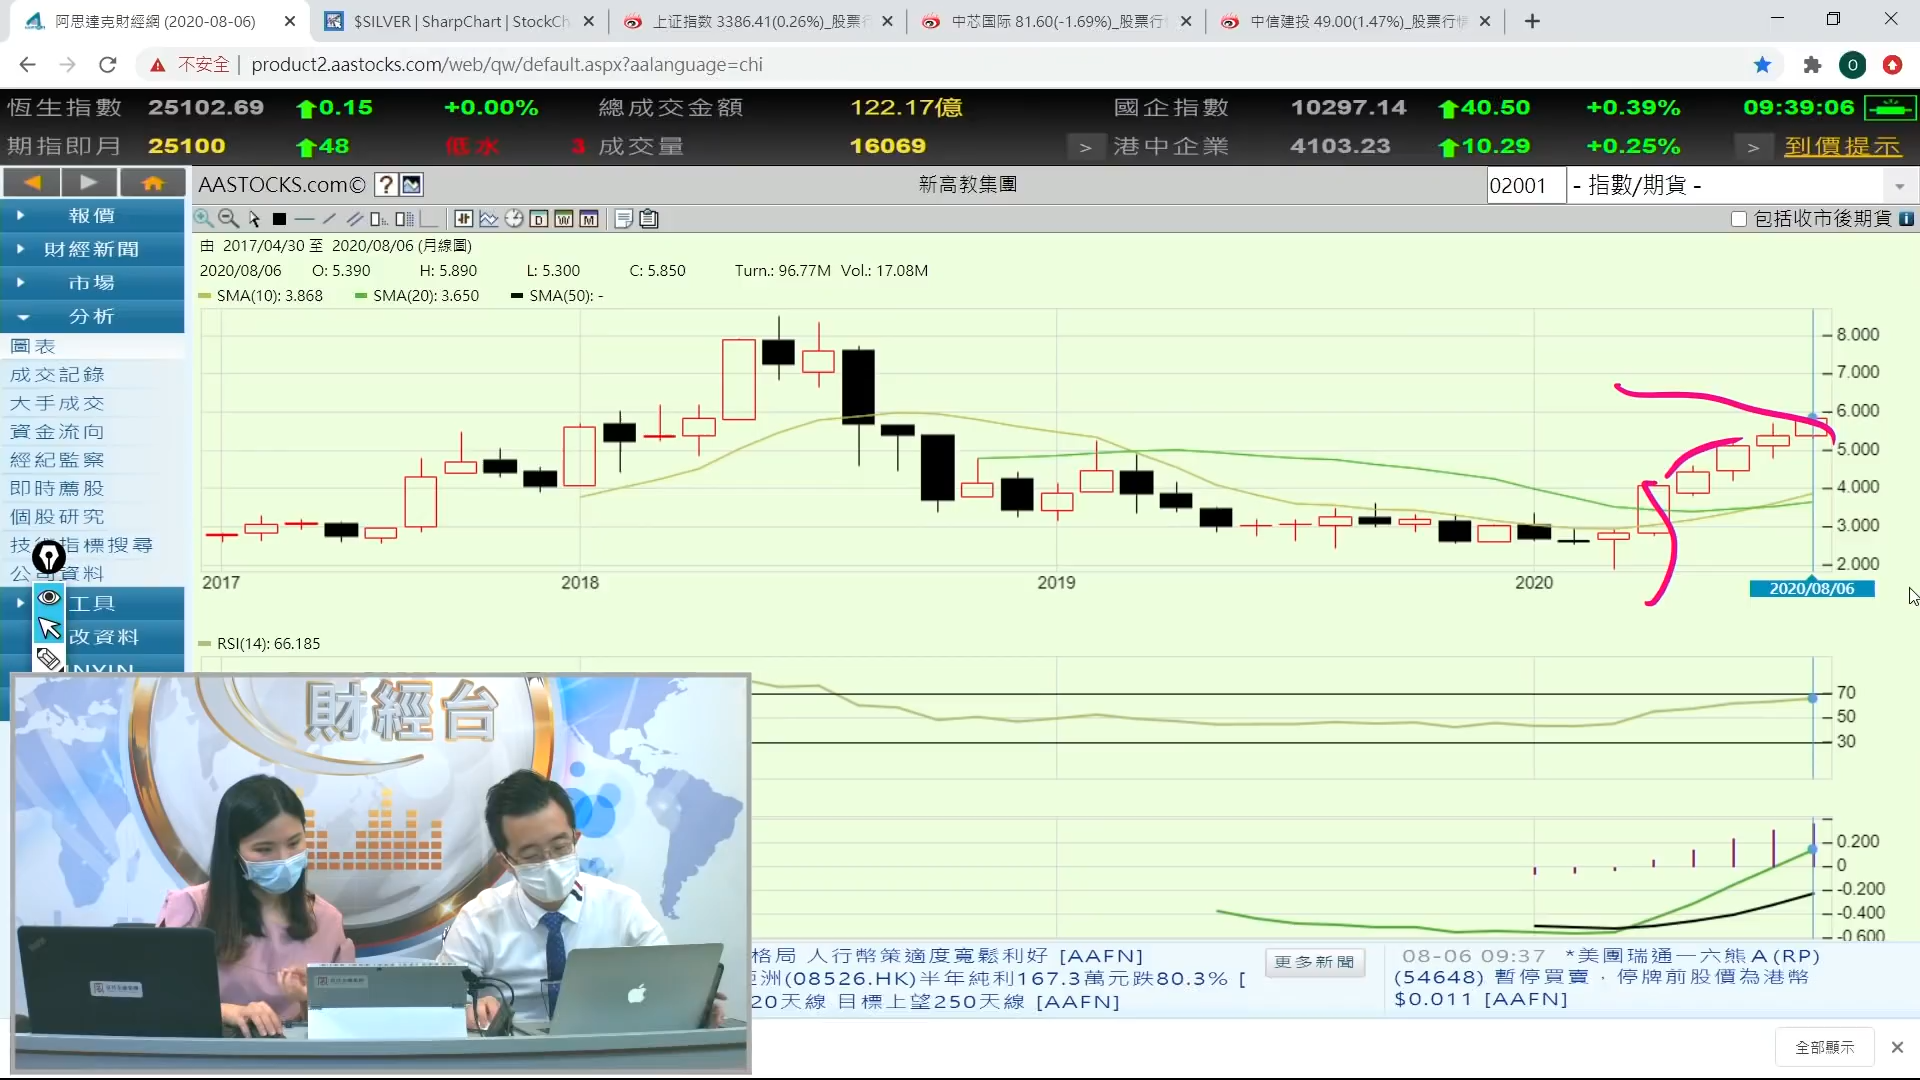 阿思達克財經網 (2020-08-06)
$SILVER | SharpChart | StockCh
上证指数 3386.41(0.26%)_股票行
中芯国际 81.60(-1.69%)_股票行
中信建投 49.00(1.47%)_股票行情
不安全 | product2.aastocks.com/web/qw/default.aspx?aalanguage=chi
O
恆生指數 25102.69 0.15 +0.00% 總成交金額 122.17億 國企指數 10297.14 40.50 +0.39% 09:39:06
期指即月 25100 48 低水 3 成交量 16069 > 港中企業 4103.23 10.29 +0.25% > 到價提示
AASTOCKS.com© ? 新高教集團 02001 - 指數/期貨 -
D W M 包括收市後期貨 i
報價
財經新聞
市場
分析
圖表
成交記錄
大手成交
資金流向
經紀監察
即時薦股
個股研究
技術指標搜尋
公司資料
工具
改資料
由 2017/04/30 至 2020/08/06 (月線圖)
2020/08/06 O: 5.390 H: 5.890 L: 5.300 C: 5.850 Turn.: 96.77M Vol.: 17.08M
SMA(10): 3.868 SMA(20): 3.650 SMA(50): -
8.000
7.000
6.000
5.000
4.000
3.000
2.000
2017 2018 2019 2020 2020/08/06
RSI(14): 66.185
70
50
30
0.200
0
-0.200
-0.400
-0.600
財經台
格局 人行幣策適度寬鬆利好 [AAFN]
洲(08526.HK)半年純利167.3萬元跌80.3% [
20天線 目標上望250天線 [AAFN]
更多新聞
08-06 09:37 *美團瑞通一六熊A(RP)
(54648) 暫停買賣，停牌前股價為港幣
$0.011 [AAFN]
全部顯示